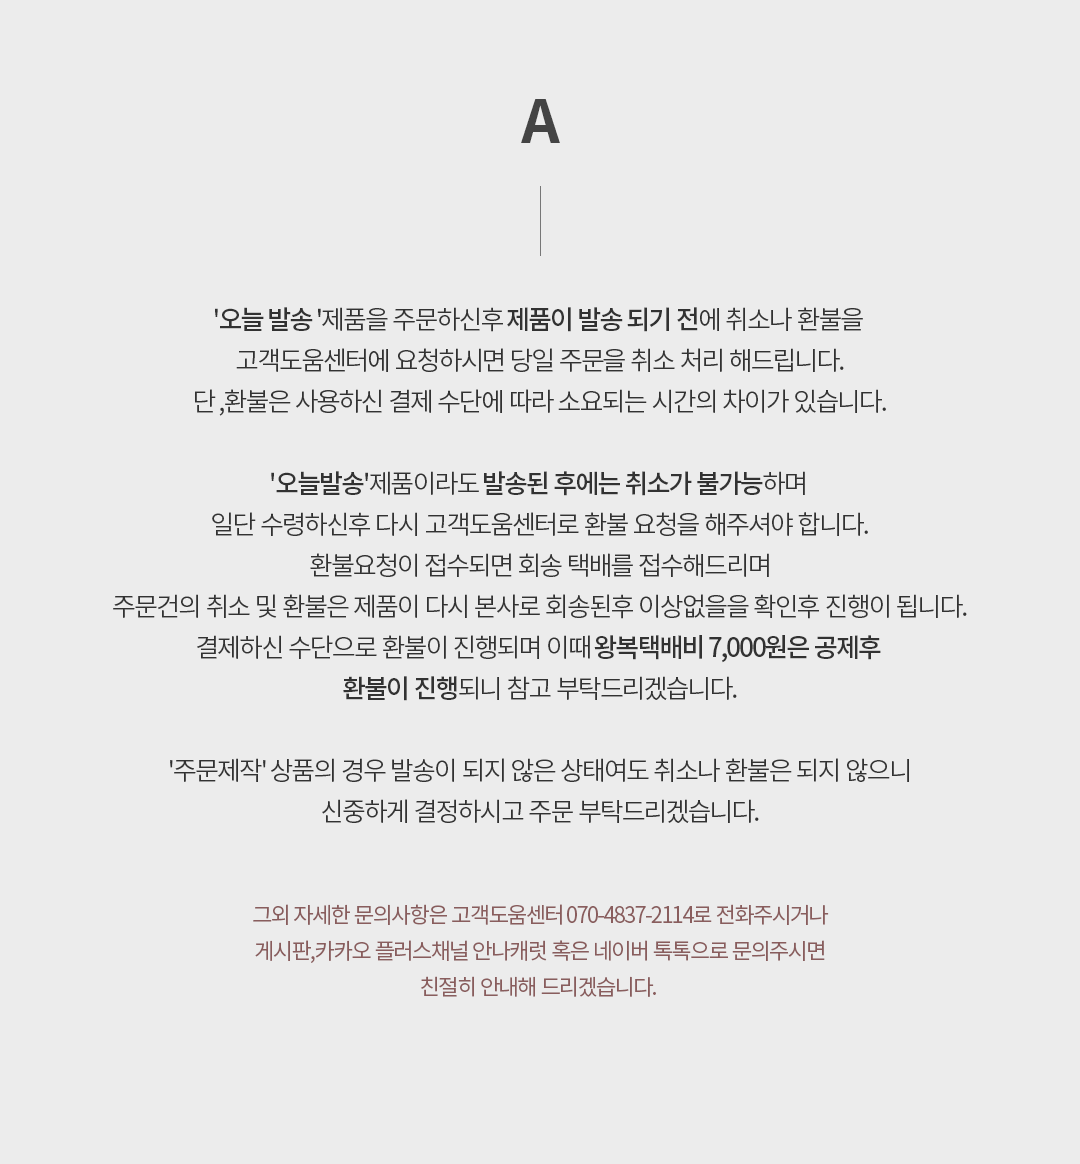 A
'오늘 발송 '제품을 주문하신후 제품이 발송 되기 전에 취소나 환불을
고객도움센터에 요청하시면 당일 주문을 취소 처리 해드립니다.
단 ,환불은 사용하신 결제 수단에 따라 소요되는 시간의 차이가 있습니다.
'오늘발송'제품이라도 발송된 후에는 취소가 불가능하며
일단 수령하신후 다시 고객도움센터로 환불 요청을 해주셔야 합니다.
환불요청이 접수되면 회송 택배를 접수해드리며
주문건의 취소 및 환불은 제품이 다시 본사로 회송된후 이상없을을 확인후 진행이 됩니다.
결제하신 수단으로 환불이 진행되며 이때 왕복택배비 7,000원은 공제후
환불이 진행되니 참고 부탁드리겠습니다.
'주문제작' 상품의 경우 발송이 되지 않은 상태여도 취소나 환불은 되지 않으니
신중하게 결정하시고 주문 부탁드리겠습니다.
그외 자세한 문의사항은 고객도움센터 070-4837-2114로 전화주시거나
게시판,카카오 플러스채널 안나캐럿 혹은 네이버 톡톡으로 문의주시면
친절히 안내해 드리겠습니다.